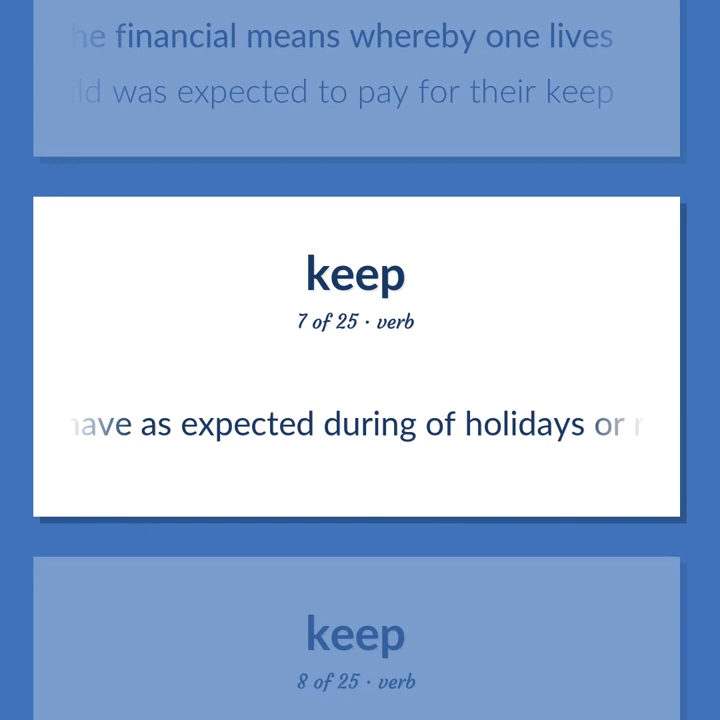 financial means whereby one lives
was expected to pay for their keep
keep
7 of 25 · verb
have as expected during of holidays or
keep
8 of 25 · verb